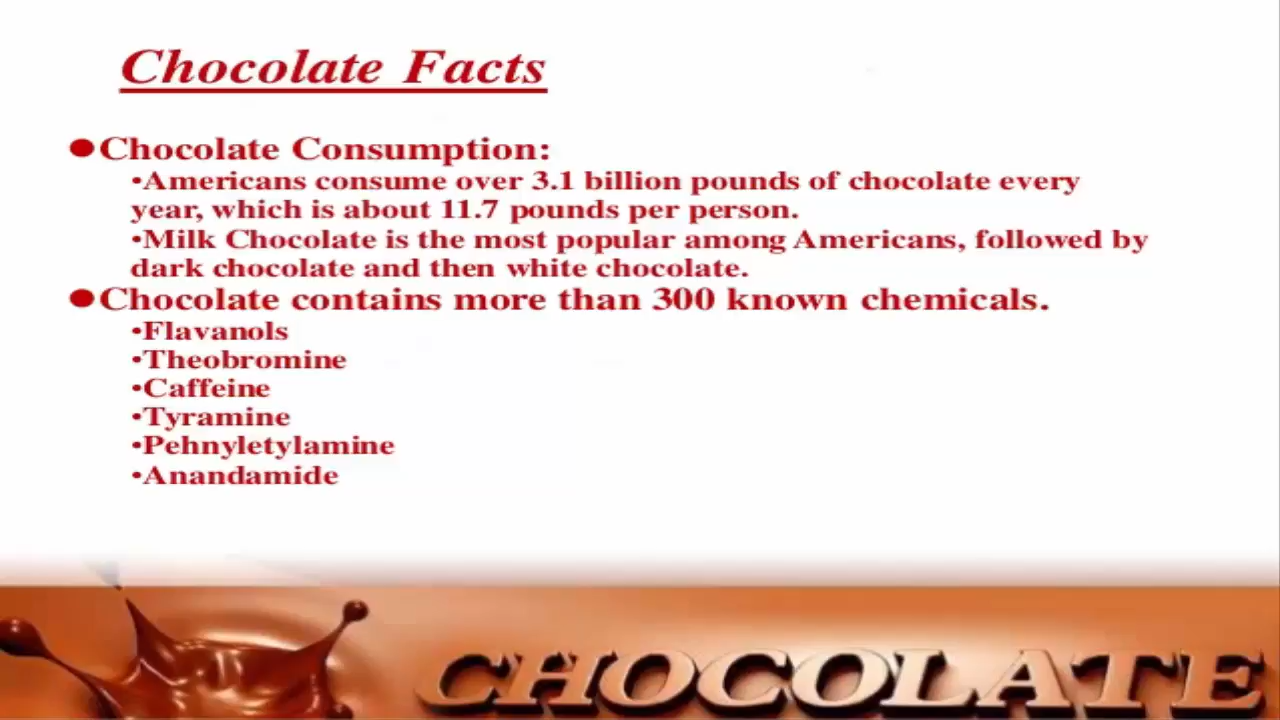 Chocolate Facts
●Chocolate Consumption:
•Americans consume over 3.1 billion pounds of chocolate every
year, which is about 11.7 pounds per person.
•Milk Chocolate is the most popular among Americans, followed by
dark chocolate and then white chocolate.
●Chocolate contains more than 300 known chemicals.
•Flavanols
•Theobromine
•Caffeine
•Tyramine
•Pehnyletylamine
•Anandamide
CHOCOLATE